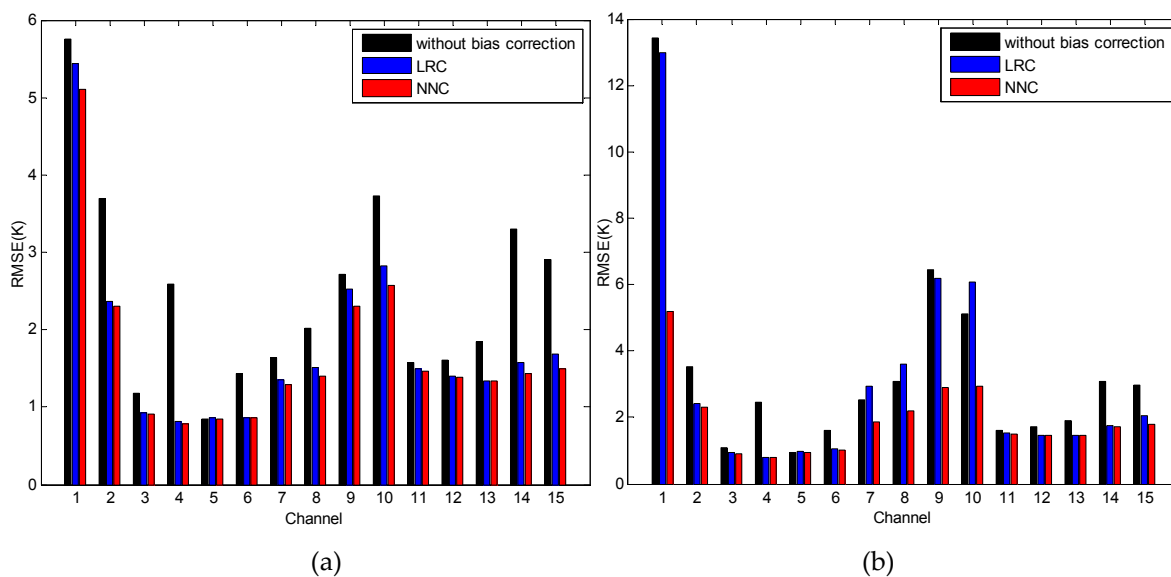 6
5
4
3
2
1
0
RMSE(K)
without bias correction
LRC
NNC
1 2 3 4 5 6 7 8 9 10 11 12 13 14 15
Channel
(a)
14
12
10
8
6
4
2
0
RMSE(K)
without bias correction
LRC
NNC
1 2 3 4 5 6 7 8 9 10 11 12 13 14 15
Channel
(b)